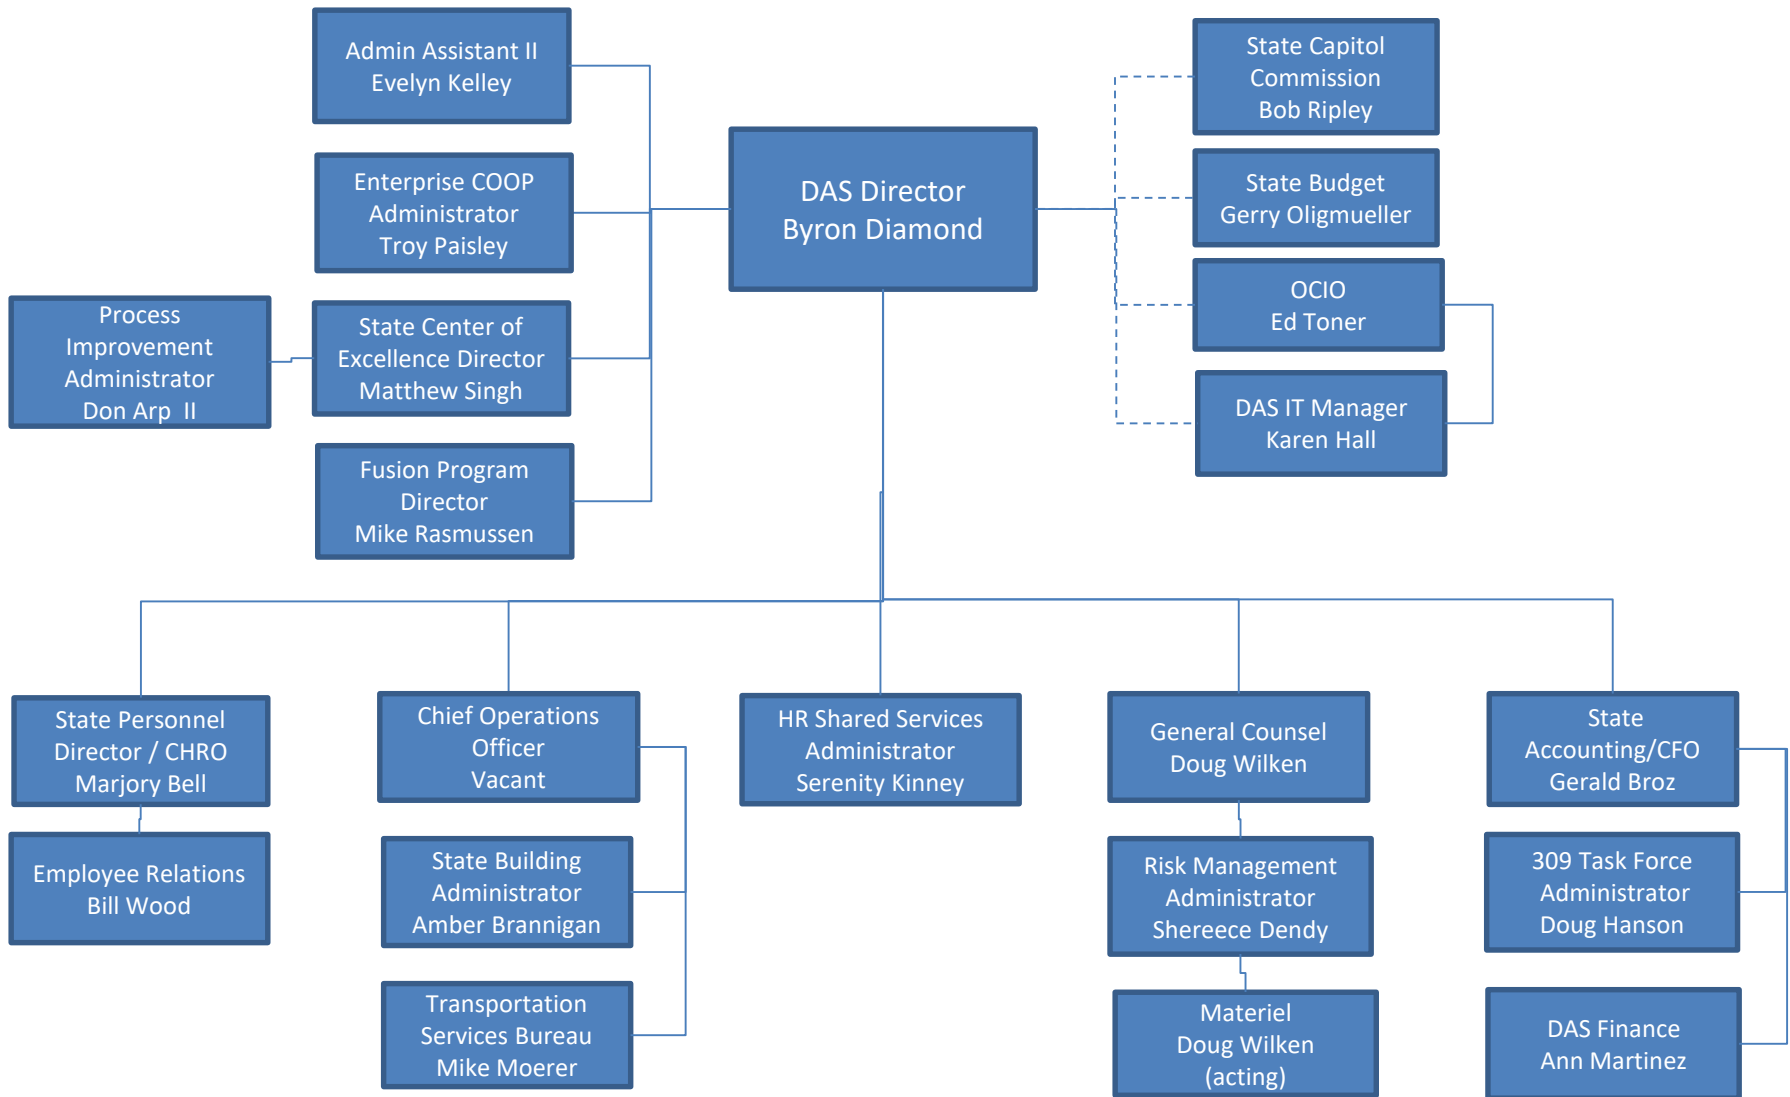 Admin Assistant II
Evelyn Kelley
State Capitol
Commission
Bob Ripley
DAS Director
Byron Diamond
Enterprise COOP
Administrator
Troy Paisley
State Budget
Gerry Oligmueller
Process
Improvement
Administrator
Don Arp  II
State Center of
Excellence Director
Matthew Singh
OCIO
Ed Toner
DAS IT Manager
Karen Hall
Fusion Program
Director
Mike Rasmussen
State Personnel
Director / CHRO
Marjory Bell
Chief Operations
Officer
Vacant
HR Shared Services
Administrator
Serenity Kinney
General Counsel
Doug Wilken
State
Accounting/CFO
Gerald Broz
Employee Relations
Bill Wood
State Building
Administrator
Amber Brannigan
Risk Management
Administrator
Shereece Dendy
309 Task Force
Administrator
Doug Hanson
Transportation
Services Bureau
Mike Moerer
Materiel
Doug Wilken
(acting)
DAS Finance
Ann Martinez